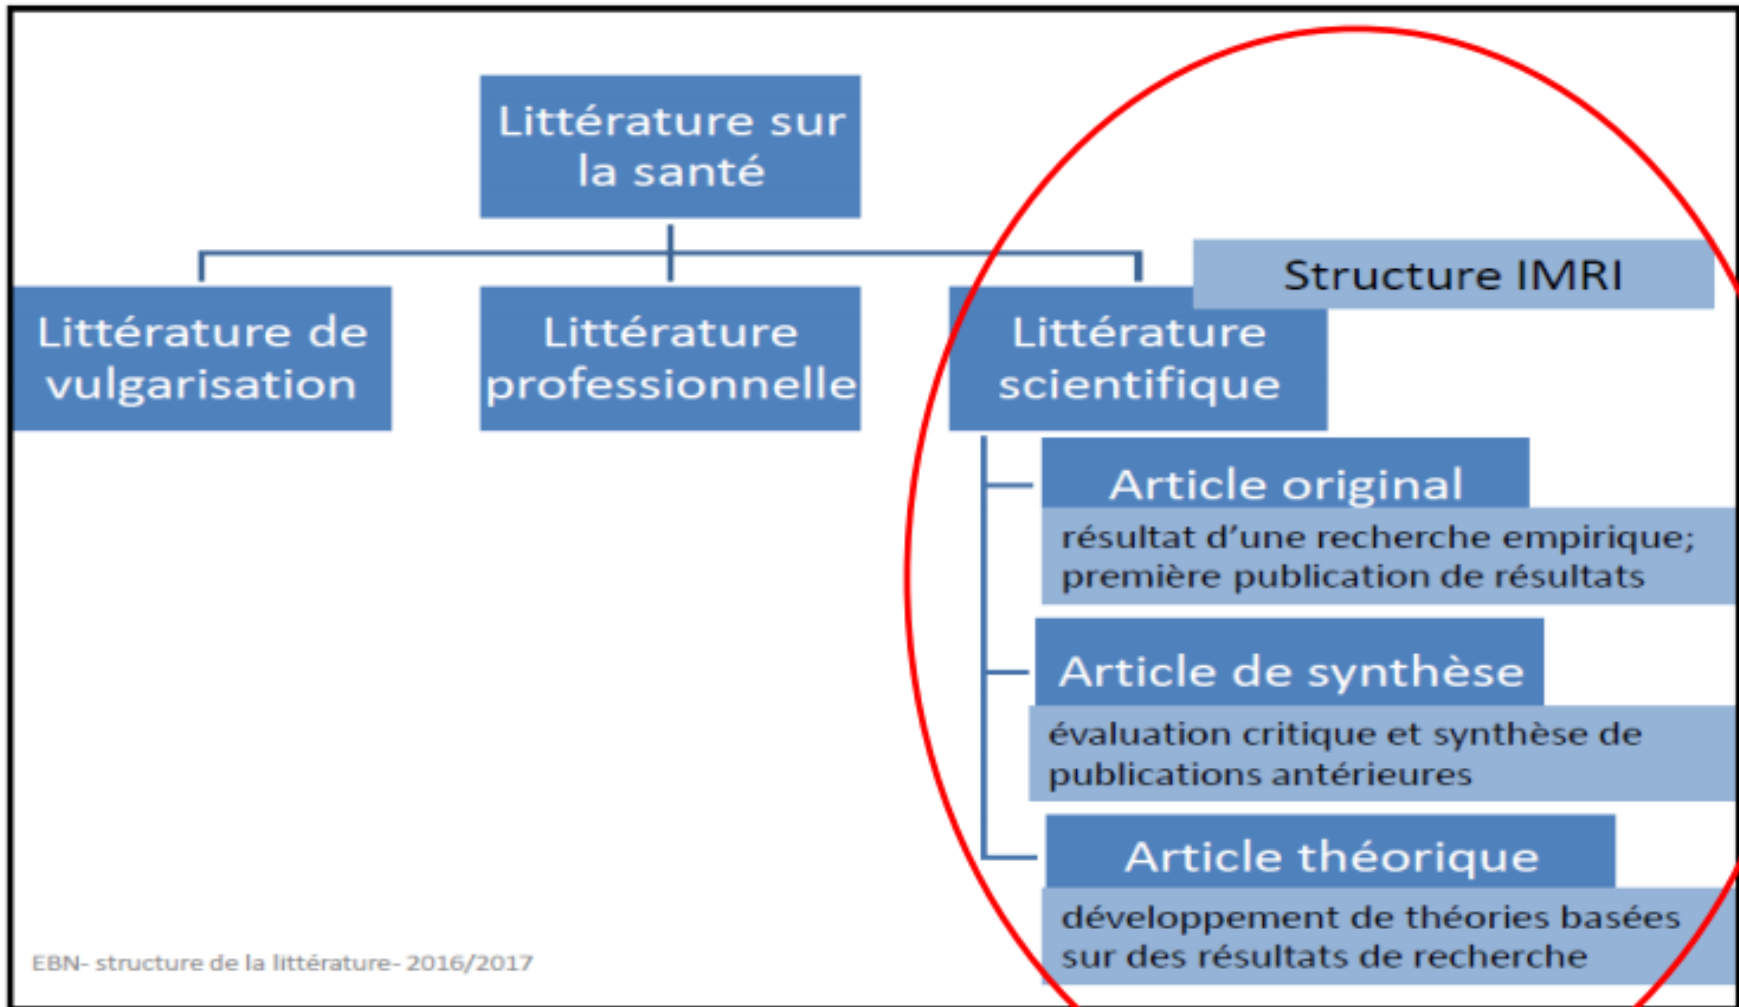 Littérature sur
la santé
Structure IMRI
Littérature de
vulgarisation
Littérature
professionnelle
Littérature
scientifique
Article original
résultat d’une recherche empirique;
première publication de résultats
Article de synthèse
évaluation critique et synthèse de
publications antérieures
Article théorique
développement de théories basées
sur des résultats de recherche
EBN- structure de la littérature- 2016/2017